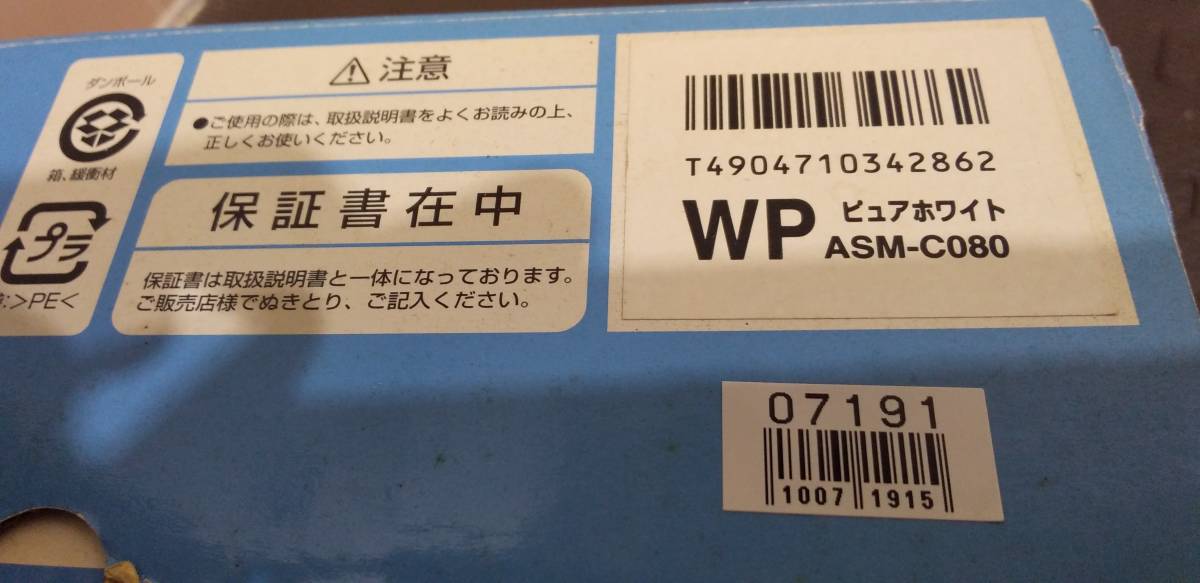 ダンボール
箱、緩衝材
プラ
:>PE<
注意
●ご使用の際は、取扱説明書をよくお読みの上、
正しくお使いください。
保証書在中
保証書は取扱説明書と一体になっております。
ご販売店様でぬきとり、ご記入ください。
T4904710342862
WP ピュアホワイト
ASM-C080
07191
1007 1915